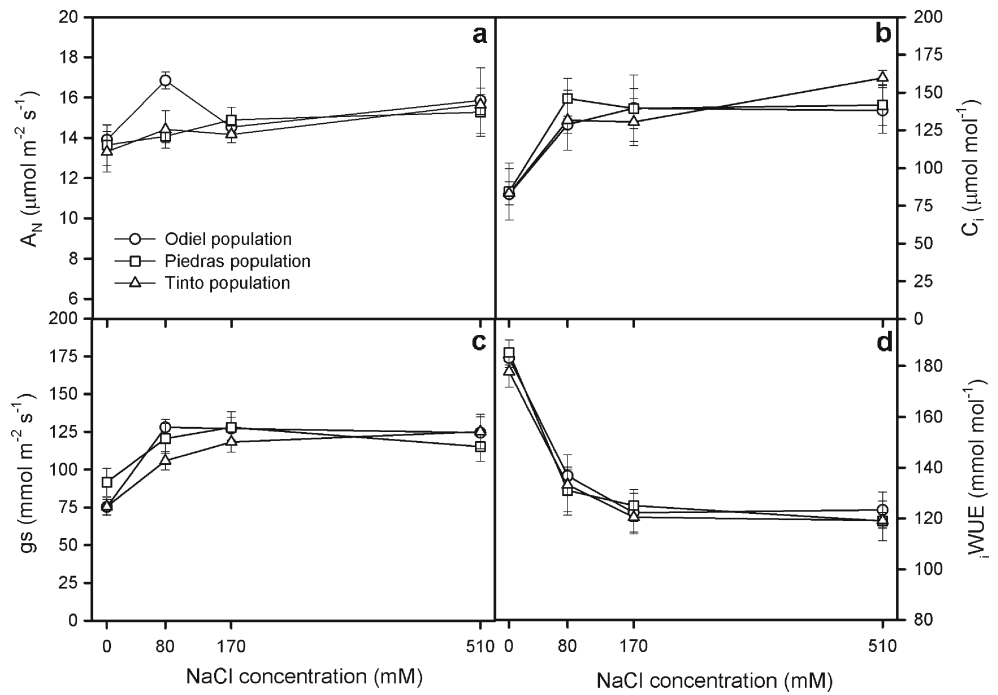 20
18
16
14
12
10
8
6
A_N (μmol m⁻² s⁻¹)
a
Odiel population
Piedras population
Tinto population
b
200
175
150
125
100
75
50
25
0
C_i (μmol mol⁻¹)
200
175
150
125
100
75
50
25
0
gs (mmol m⁻² s⁻¹)
c
0 80 170 510
NaCl concentration (mM)
d
180
160
140
120
100
80
_iWUE (mmol mol⁻¹)
0 80 170 510
NaCl concentration (mM)